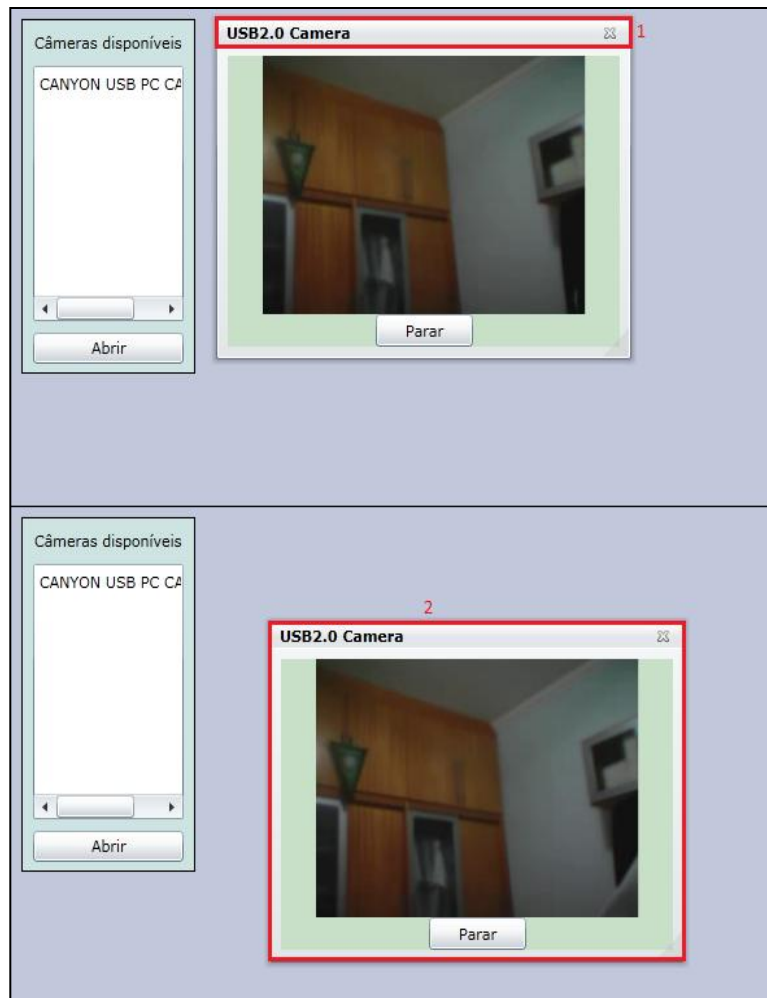 Câmeras disponíveis
CANYON USB PC CA
Abrir
USB2.0 Camera
1
Parar
Câmeras disponíveis
CANYON USB PC CA
Abrir
2
USB2.0 Camera
Parar